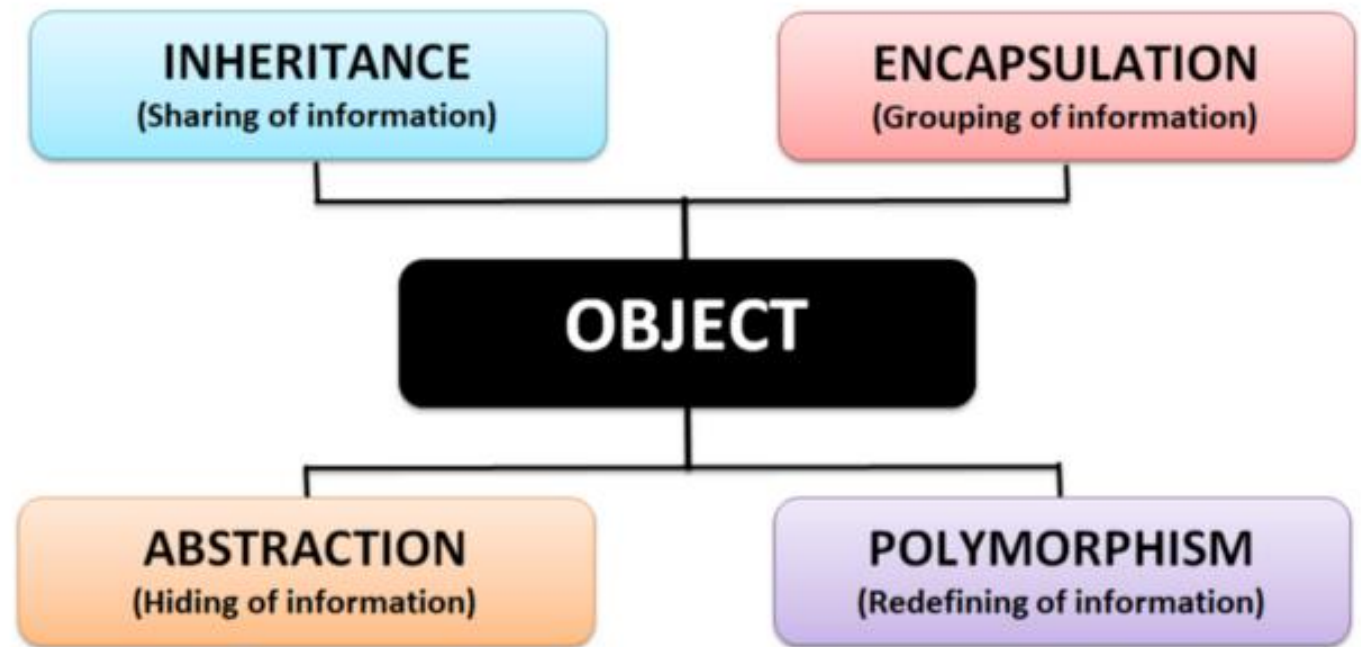 INHERITANCE
(Sharing of information)
ENCAPSULATION
(Grouping of information)
OBJECT
ABSTRACTION
(Hiding of information)
POLYMORPHISM
(Redefining of information)